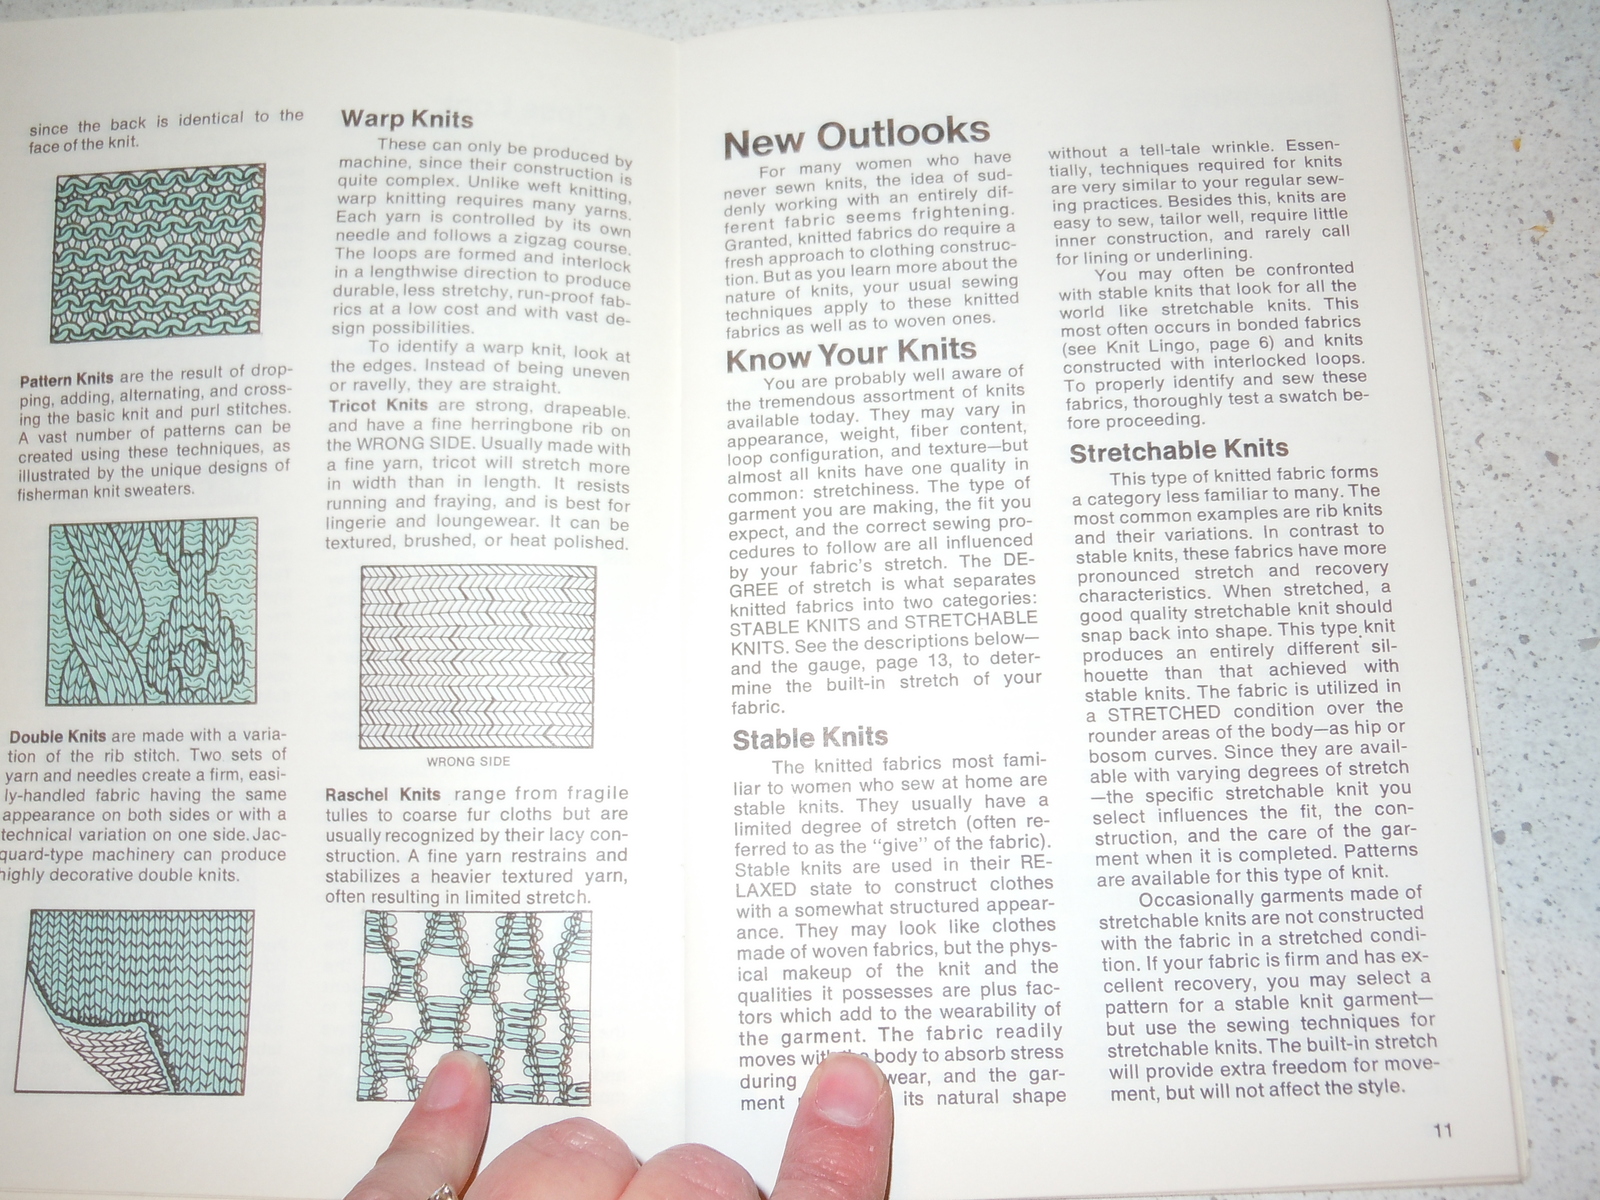 since the back is identical to the
face of the knit.
Pattern Knits are the result of drop-
ping, adding, alternating, and cross-
ing the basic knit and purl stitches.
A vast number of patterns can be
created using these techniques, as
illustrated by the unique designs of
fisherman knit sweaters.
Double Knits are made with a varia-
tion of the rib stitch. Two sets of
yarn and needles create a firm, easi-
ly-handled fabric having the same
appearance on both sides or with a
technical variation on one side. Jac-
quard-type machinery can produce
highly decorative double knits.
Warp Knits
These can only be produced by
machine, since their construction is
quite complex. Unlike weft knitting,
warp knitting requires many yarns.
Each yarn is controlled by its own
needle and follows a zigzag course.
The loops are formed and interlock
in a lengthwise direction to produce
durable, less stretchy, run-proof fab-
rics at a low cost and with vast de-
sign possibilities.
To identify a warp knit, look at
the edges. Instead of being uneven
or ravelly, they are straight.
Tricot Knits are strong, drapeable,
and have a fine herringbone rib on
the WRONG SIDE. Usually made with
a fine yarn, tricot will stretch more
in width than in length. It resists
running and fraying, and is best for
lingerie and loungewear. It can be
textured, brushed, or heat polished.
WRONG SIDE
Raschel Knits range from fragile
tulles to coarse fur cloths but are
usually recognized by their lacy con-
struction. A fine yarn restrains and
stabilizes a heavier textured yarn,
often resulting in limited stretch.
New Outlooks
For many women who have
never sewn knits, the idea of sud-
denly working with an entirely dif-
ferent fabric seems frightening.
Granted, knitted fabrics do require a
fresh approach to clothing construc-
tion. But as you learn more about the
nature of knits, your usual sewing
techniques apply to these knitted
fabrics as well as to woven ones.
Know Your Knits
You are probably well aware of
the tremendous assortment of knits
available today. They may vary in
appearance, weight, fiber content,
loop configuration, and texture—but
almost all knits have one quality in
common: stretchiness. The type of
garment you are making, the fit you
expect, and the correct sewing pro-
cedures to follow are all influenced
by your fabric's stretch. The DE-
GREE of stretch is what separates
knitted fabrics into two categories:
STABLE KNITS and STRETCHABLE
KNITS. See the descriptions below—
and the gauge, page 13, to deter-
mine the built-in stretch of your
fabric.
Stable Knits
The knitted fabrics most fami-
liar to women who sew at home are
stable knits. They usually have a
limited degree of stretch (often re-
ferred to as the "give" of the fabric).
Stable knits are used in their RE-
LAXED state to construct clothes
with a somewhat structured appear-
ance. They may look like clothes
made of woven fabrics, but the phys-
ical makeup of the knit and the
qualities it possesses are plus fac-
tors which add to the wearability of
the garment. The fabric readily
moves with body to absorb stress
during wear, and the gar-
ment its natural shape
without a tell-tale wrinkle. Essen-
tially, techniques required for knits
are very similar to your regular sew-
ing practices. Besides this, knits are
easy to sew, tailor well, require little
inner construction, and rarely call
for lining or underlining.
You may often be confronted
with stable knits that look for all the
world like stretchable knits. This
most often occurs in bonded fabrics
(see Knit Lingo, page 6) and knits
constructed with interlocked loops.
To properly identify and sew these
fabrics, thoroughly test a swatch be-
fore proceeding.
Stretchable Knits
This type of knitted fabric forms
a category less familiar to many. The
most common examples are rib knits
and their variations. In contrast to
stable knits, these fabrics have more
pronounced stretch and recovery
characteristics. When stretched, a
good quality stretchable knit should
snap back into shape. This type knit
produces an entirely different sil-
houette than that achieved with
stable knits. The fabric is utilized in
a STRETCHED condition over the
rounder areas of the body—as hip or
bosom curves. Since they are avail-
able with varying degrees of stretch
—the specific stretchable knit you
select influences the fit, the con-
struction, and the care of the gar-
ment when it is completed. Patterns
are available for this type of knit.
Occasionally garments made of
stretchable knits are not constructed
with the fabric in a stretched condi-
tion. If your fabric is firm and has ex-
cellent recovery, you may select a
pattern for a stable knit garment—
but use the sewing techniques for
stretchable knits. The built-in stretch
will provide extra freedom for move-
ment, but will not affect the style.
11